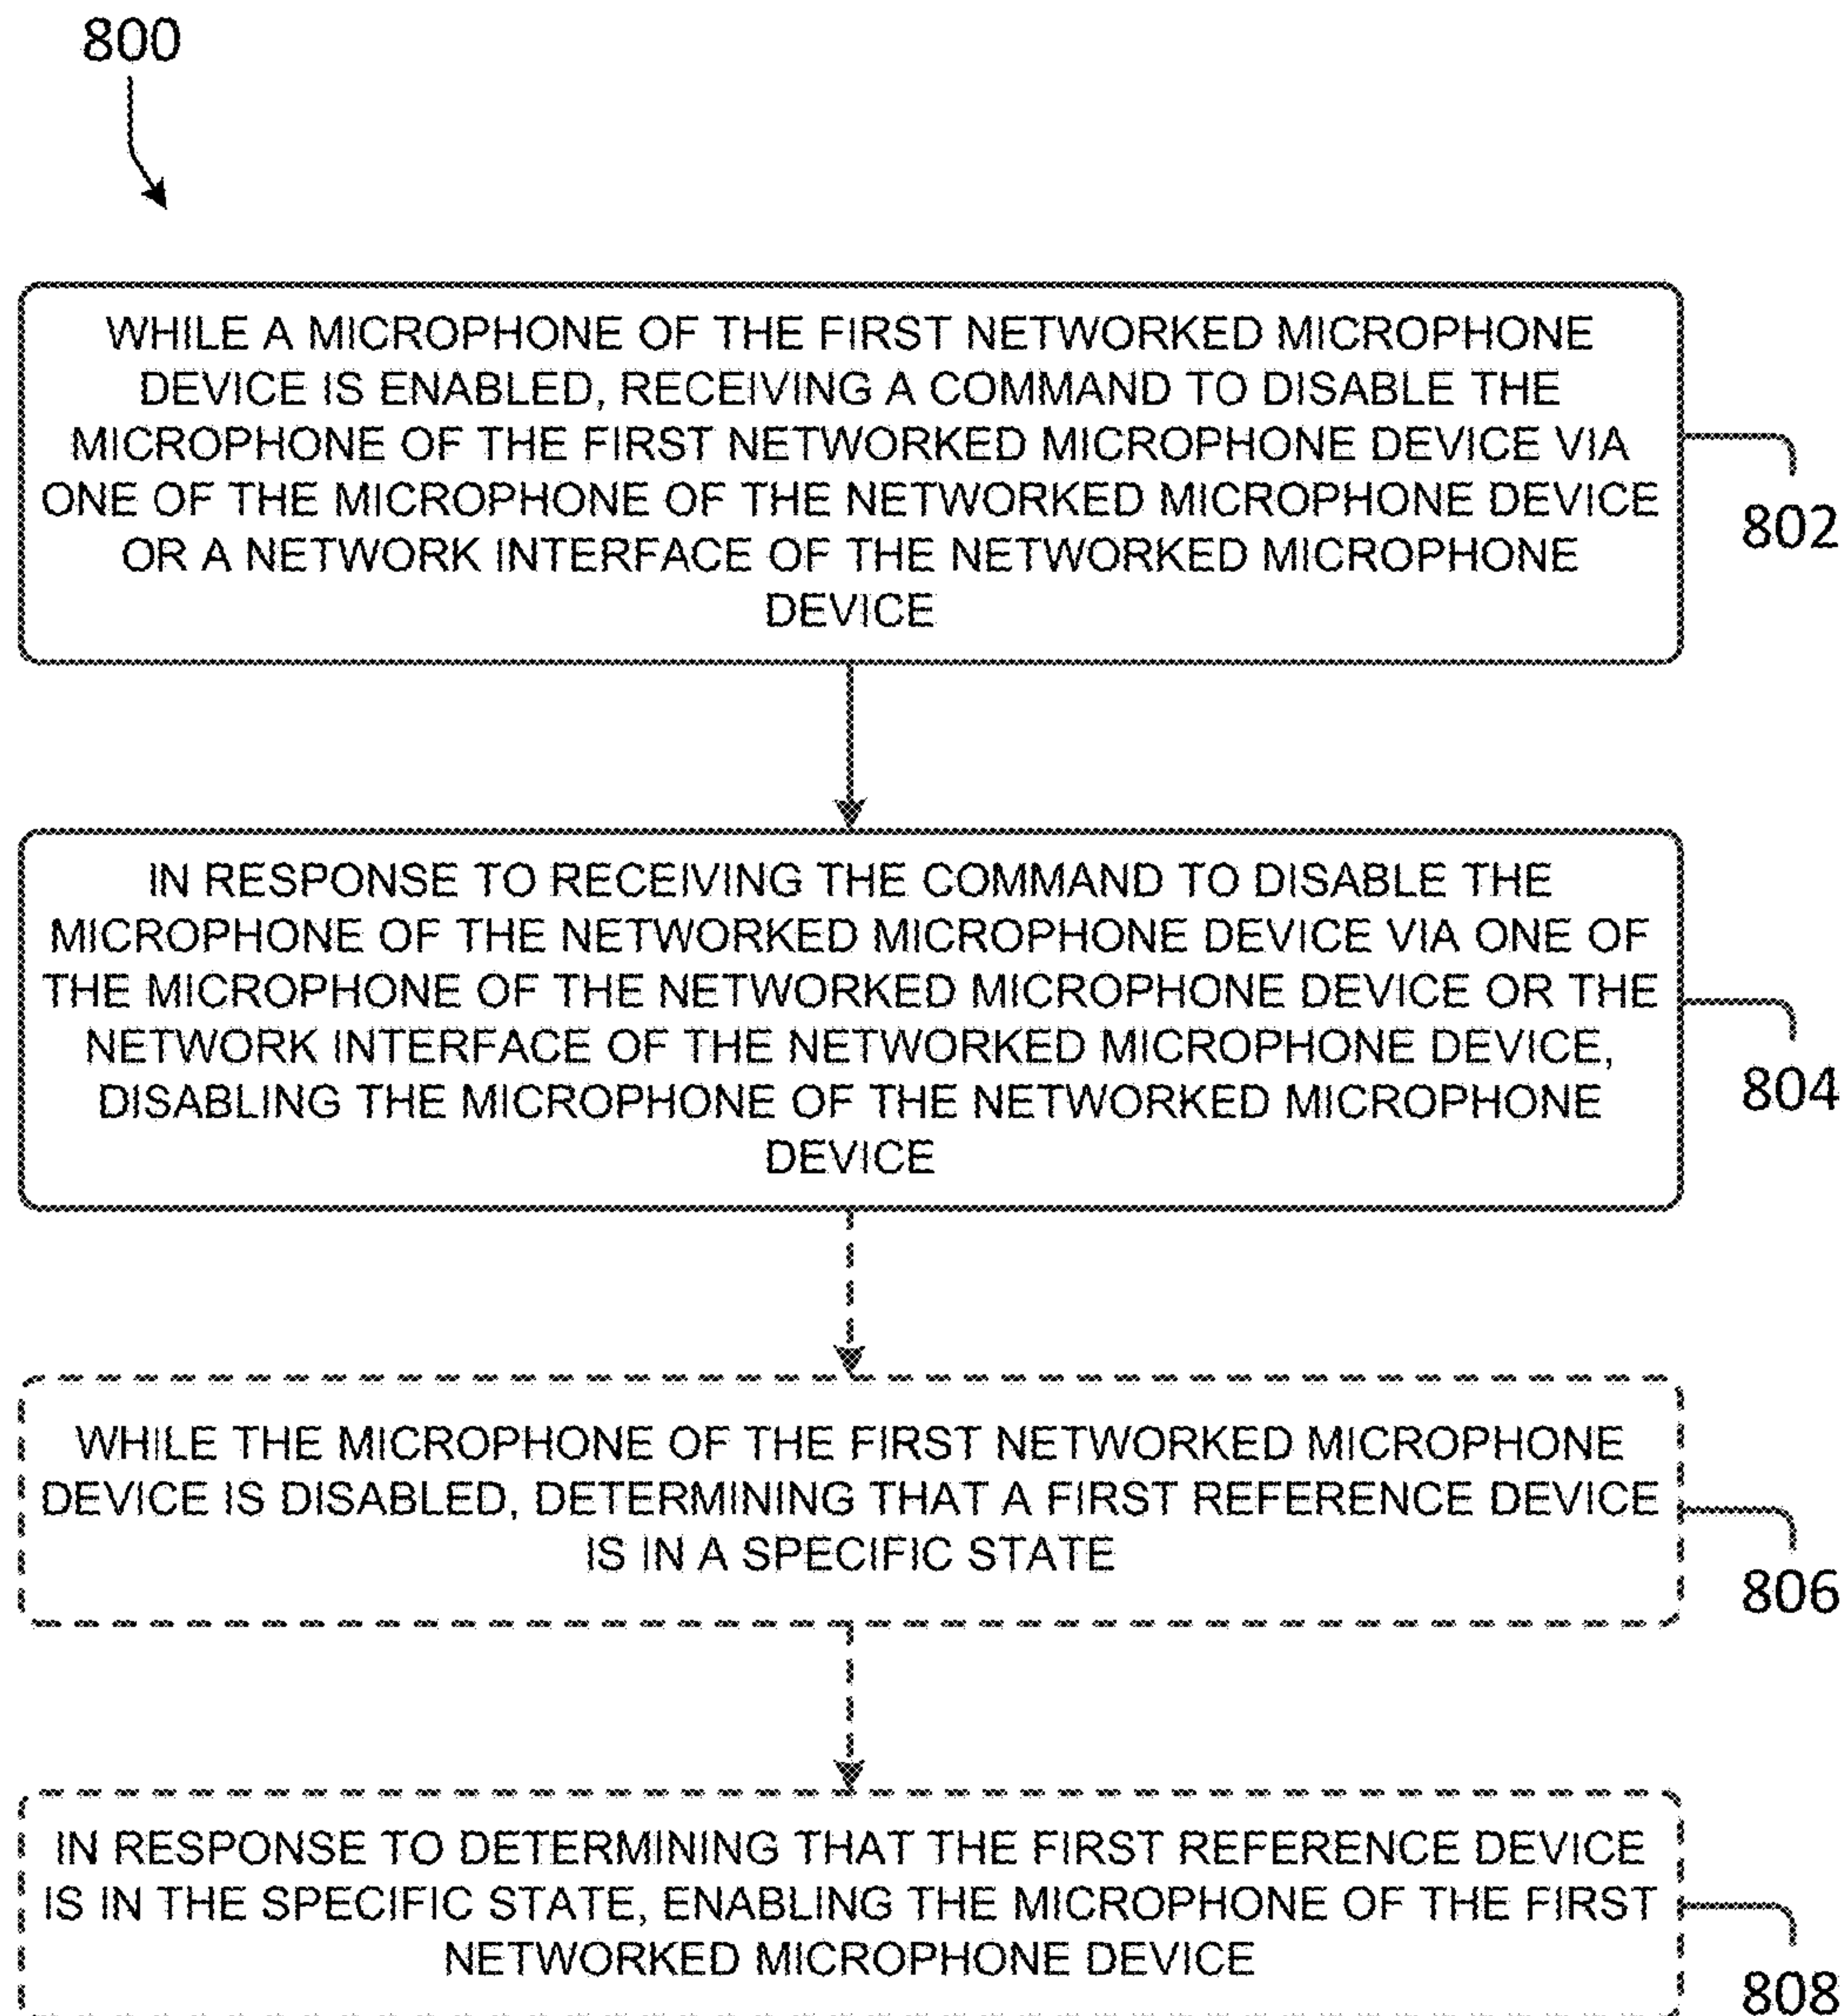 800
WHILE A MICROPHONE OF THE FIRST NETWORKED MICROPHONE
DEVICE IS ENABLED, RECEIVING A COMMAND TO DISABLE THE
MICROPHONE OF THE FIRST NETWORKED MICROPHONE DEVICE VIA
ONE OF THE MICROPHONE OF THE NETWORKED MICROPHONE DEVICE
OR A NETWORK INTERFACE OF THE NETWORKED MICROPHONE
DEVICE
802
IN RESPONSE TO RECEIVING THE COMMAND TO DISABLE THE
MICROPHONE OF THE NETWORKED MICROPHONE DEVICE VIA ONE OF
THE MICROPHONE OF THE NETWORKED MICROPHONE DEVICE OR THE
NETWORK INTERFACE OF THE NETWORKED MICROPHONE DEVICE,
DISABLING THE MICROPHONE OF THE NETWORKED MICROPHONE
DEVICE
804
WHILE THE MICROPHONE OF THE FIRST NETWORKED MICROPHONE
DEVICE IS DISABLED, DETERMINING THAT A FIRST REFERENCE DEVICE
IS IN A SPECIFIC STATE
806
IN RESPONSE TO DETERMINING THAT THE FIRST REFERENCE DEVICE
IS IN THE SPECIFIC STATE, ENABLING THE MICROPHONE OF THE FIRST
NETWORKED MICROPHONE DEVICE
808